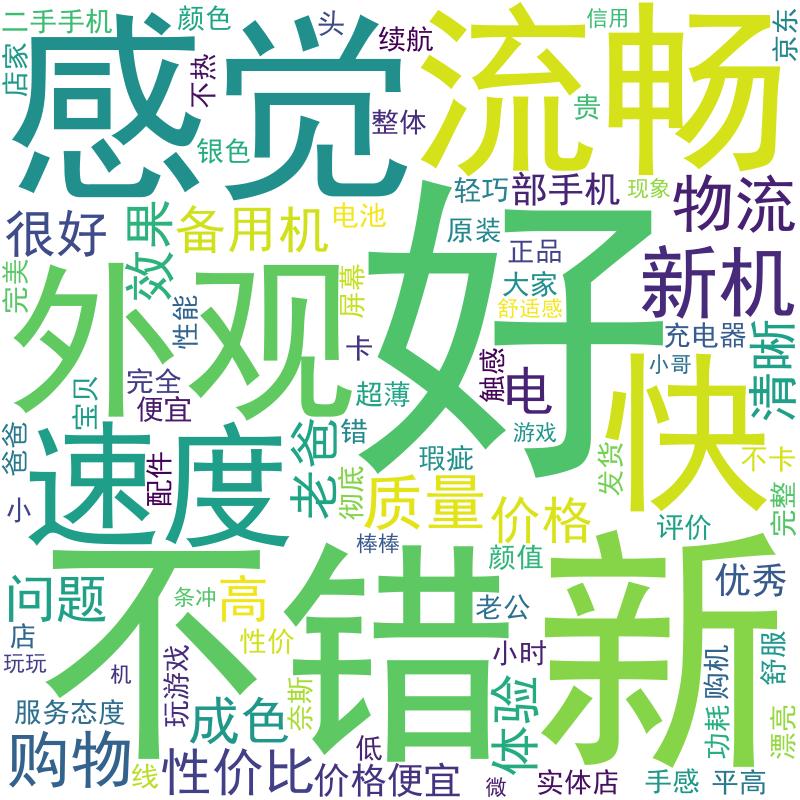 二手手机
颜色
头
续航
信用
京东
店家
感觉
不热
流畅
贵
整体
银色
轻巧
部手机
现象
物流
很好
效果
备用机
电池
原装
正品
大家
舒适感
新机
完美
外观
性能
屏幕
好
卡
充电器
小哥
清晰
宝贝
完全
便宜
超薄
触感
电
快
爸爸
速度
配件
老爸
错
彻底
瑕疵
游戏
发货
不卡
完整
小
质量
价格
评价
棒棒
颜值
不错
新
优秀
问题
条冲
高
老公
店
性价
小时
玩玩
机
玩游戏
奈斯
体验
购机
舒服
服务态度
成色
功耗
漂亮
购物
线
性价比
低
价格便宜
微
实体店
手感
平高